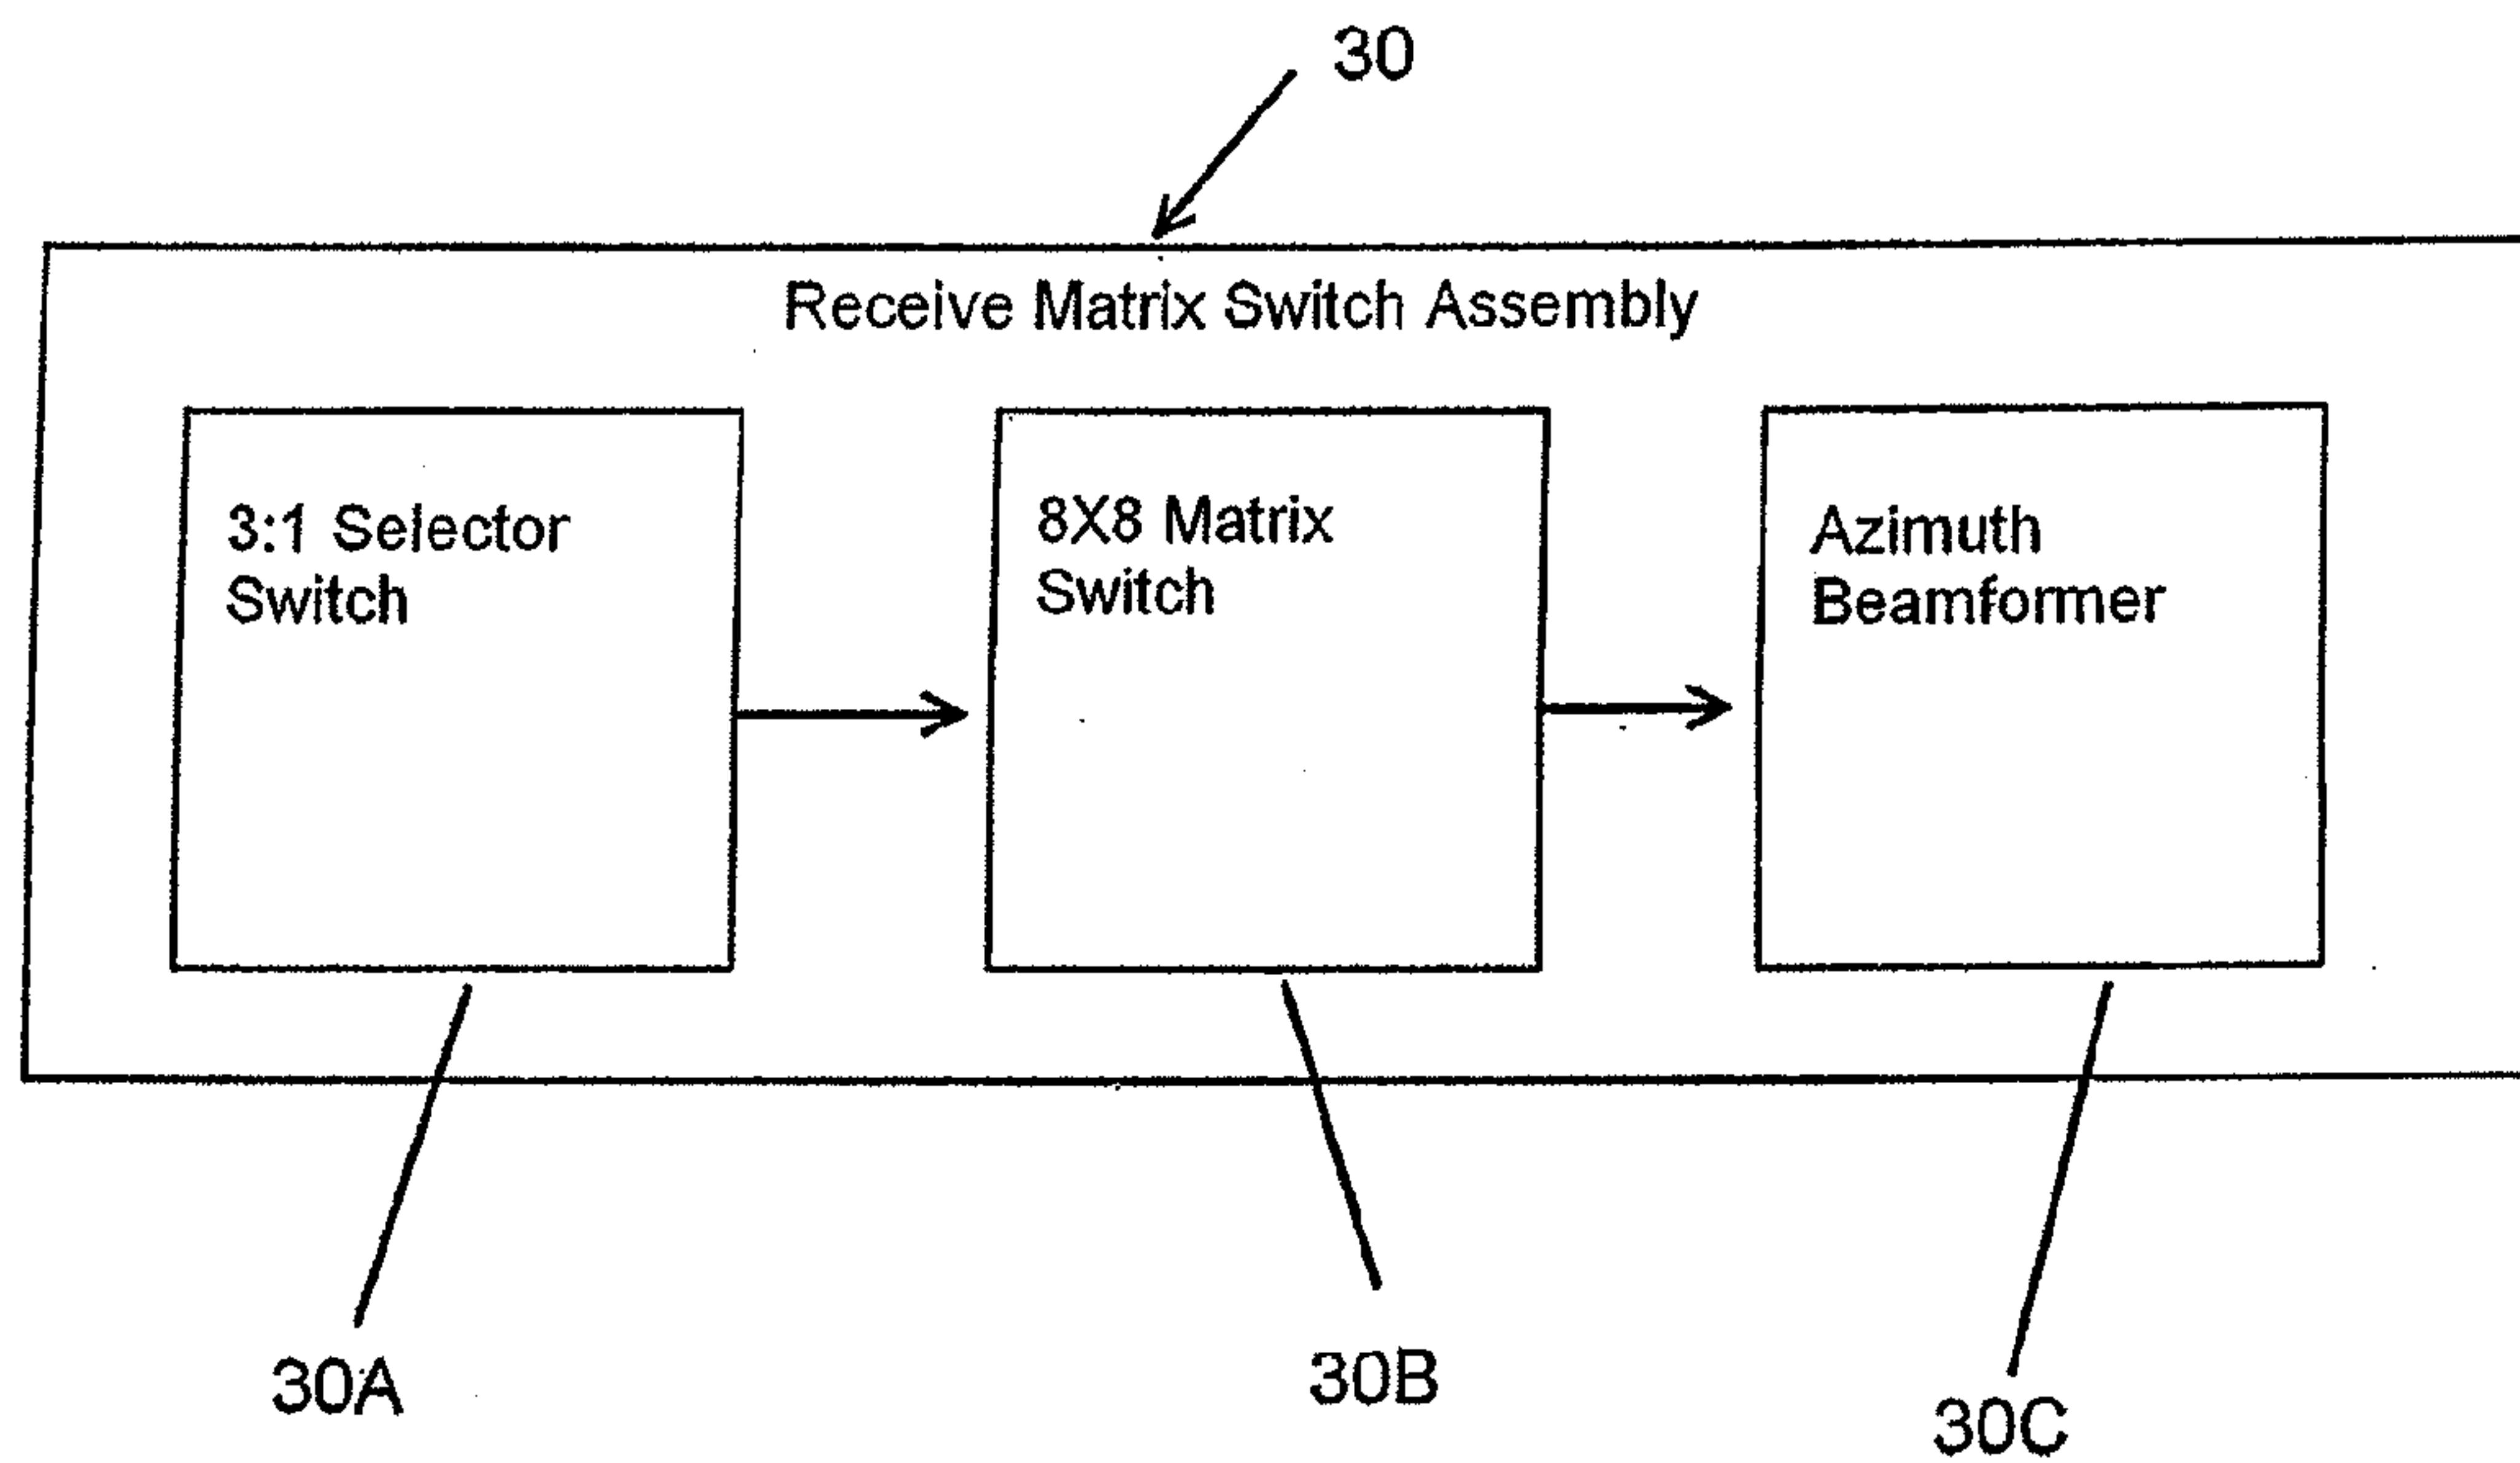 30
Receive Matrix Switch Assembly
3:1 Selector
Switch
8X8 Matrix
Switch
Azimuth
Beamformer
30A
30B
30C